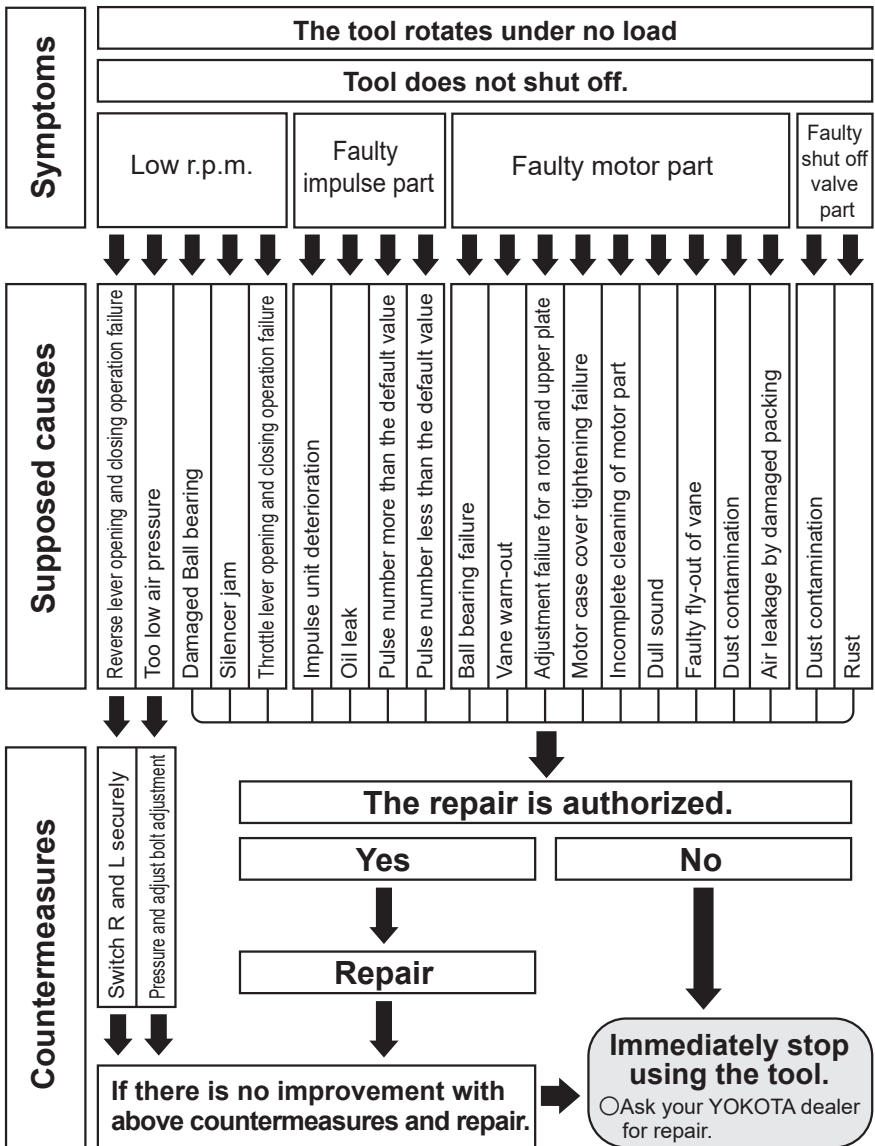 Symptoms
The tool rotates under no load
Tool does not shut off.
Low r.p.m.
Faulty
impulse part
Faulty motor part
Faulty
shut off
valve
part
Supposed causes
Reverse lever opening and closing operation failure
Too low air pressure
Damaged Ball bearing
Silencer jam
Throttle lever opening and closing operation failure
Impulse unit deterioration
Oil leak
Pulse number more than the default value
Pulse number less than the default value
Ball bearing failure
Vane warn-out
Adjustment failure for a rotor and upper plate
Motor case cover tightening failure
Incomplete cleaning of motor part
Dull sound
Faulty fly-out of vane
Dust contamination
Air leakage by damaged packing
Dust contamination
Rust
Countermeasures
Switch R and L securely
Pressure and adjust bolt adjustment
The repair is authorized.
Yes
No
Repair
If there is no improvement with
above countermeasures and repair.
Immediately stop
using the tool.
○Ask your YOKOTA dealer
for repair.